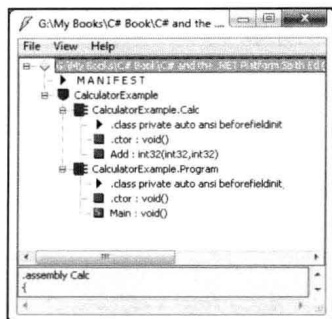 G:\My Books\C# Book\C# and the ....
File View Help
G:\My Books\C# Book\C# and the .NET Platform
MANIFEST
CalculatorExample
CalculatorExample.Calc
.class private auto ansi beforefieldinit
.ctor : void()
Add : int32(int32,int32)
CalculatorExample.Program
.class private auto ansi beforefieldinit
.ctor : void()
Main : void()
.assembly Calc
{